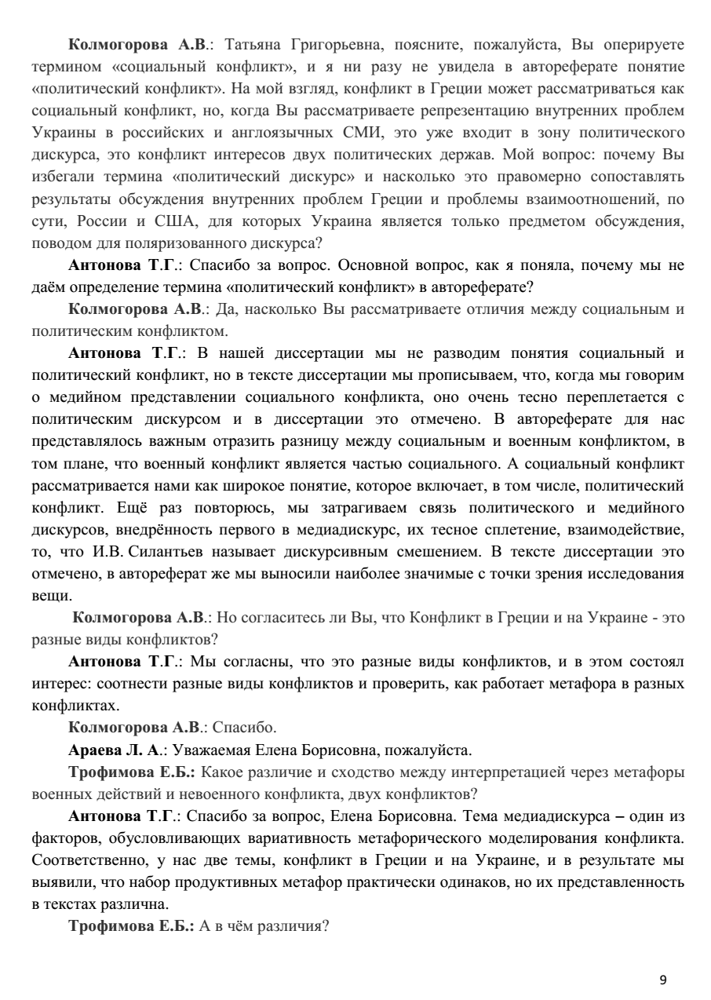 Колмогорова А.В.: Татьяна Григорьевна, поясните, пожалуйста, Вы оперируете
термином «социальный конфликт», и я ни разу не увидела в автореферате понятие
«политический конфликт». На мой взгляд, конфликт в Греции может рассматриваться как
социальный конфликт, но, когда Вы рассматриваете репрезентацию внутренних проблем
Украины в российских и англоязычных СМИ, это уже входит в зону политического
дискурса, это конфликт интересов двух политических держав. Мой вопрос: почему Вы
избегали термина «политический дискурс» и насколько это правомерно сопоставлять
результаты обсуждения внутренних проблем Греции и проблемы взаимоотношений, по
сути, России и США, для которых Украина является только предметом обсуждения,
поводом для поляризованного дискурса?
Антонова Т.Г.: Спасибо за вопрос. Основной вопрос, как я поняла, почему мы не
даём определение термина «политический конфликт» в автореферате?
Колмогорова А.В.: Да, насколько Вы рассматриваете отличия между социальным и
политическим конфликтом.
Антонова Т.Г.: В нашей диссертации мы не разводим понятия социальный и
политический конфликт, но в тексте диссертации мы прописываем, что, когда мы говорим
о медийном представлении социального конфликта, оно очень тесно переплетается с
политическим дискурсом и в диссертации это отмечено. В автореферате для нас
представлялось важным отразить разницу между социальным и военным конфликтом, в
том плане, что военный конфликт является частью социального. А социальный конфликт
рассматривается нами как широкое понятие, которое включает, в том числе, политический
конфликт. Ещё раз повторюсь, мы затрагиваем связь политического и медийного
дискурсов, внедрённость первого в медиадискурс, их тесное сплетение, взаимодействие,
то, что И.В. Силантьев называет дискурсивным смешением. В тексте диссертации это
отмечено, в автореферат же мы выносили наиболее значимые с точки зрения исследования
вещи.
Колмогорова А.В.: Но согласитесь ли Вы, что Конфликт в Греции и на Украине - это
разные виды конфликтов?
Антонова Т.Г.: Мы согласны, что это разные виды конфликтов, и в этом состоял
интерес: соотнести разные виды конфликтов и проверить, как работает метафора в разных
конфликтах.
Колмогорова А.В.: Спасибо.
Араева Л. А.: Уважаемая Елена Борисовна, пожалуйста.
Трофимова Е.Б.: Какое различие и сходство между интерпретацией через метафоры
военных действий и невоенного конфликта, двух конфликтов?
Антонова Т.Г.: Спасибо за вопрос, Елена Борисовна. Тема медиадискурса – один из
факторов, обусловливающих вариативность метафорического моделирования конфликта.
Соответственно, у нас две темы, конфликт в Греции и на Украине, и в результате мы
выявили, что набор продуктивных метафор практически одинаков, но их представленность
в текстах различна.
Трофимова Е.Б.: А в чём различия?
9